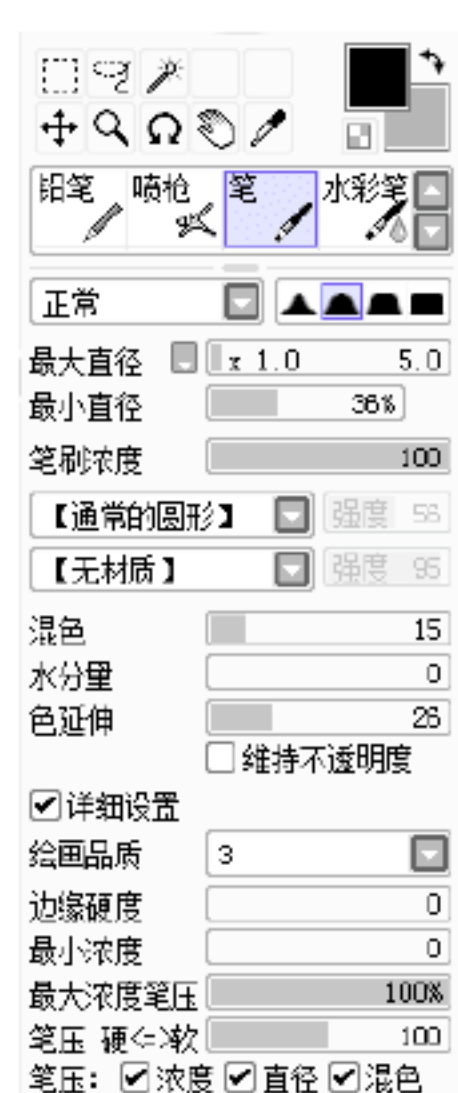 铅笔 喷枪 笔 水彩笔
正常
最大直径 x 1.0 5.0
最小直径 36%
笔刷浓度 100
【通常的圆形】 强度 56
【无材质】 强度 95
混色 15
水分量 0
色延伸 26
维持不透明度
详细设置
绘画品质 3
边缘硬度 0
最小浓度 0
最大浓度笔压 100%
笔压 硬<=>软 100
笔压: 浓度 直径 混色